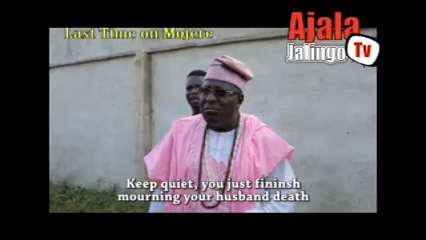 Last Time on Mojere
Ajala
Jalingo Tv
Keep quiet, you just fininsh
mourning your husband death